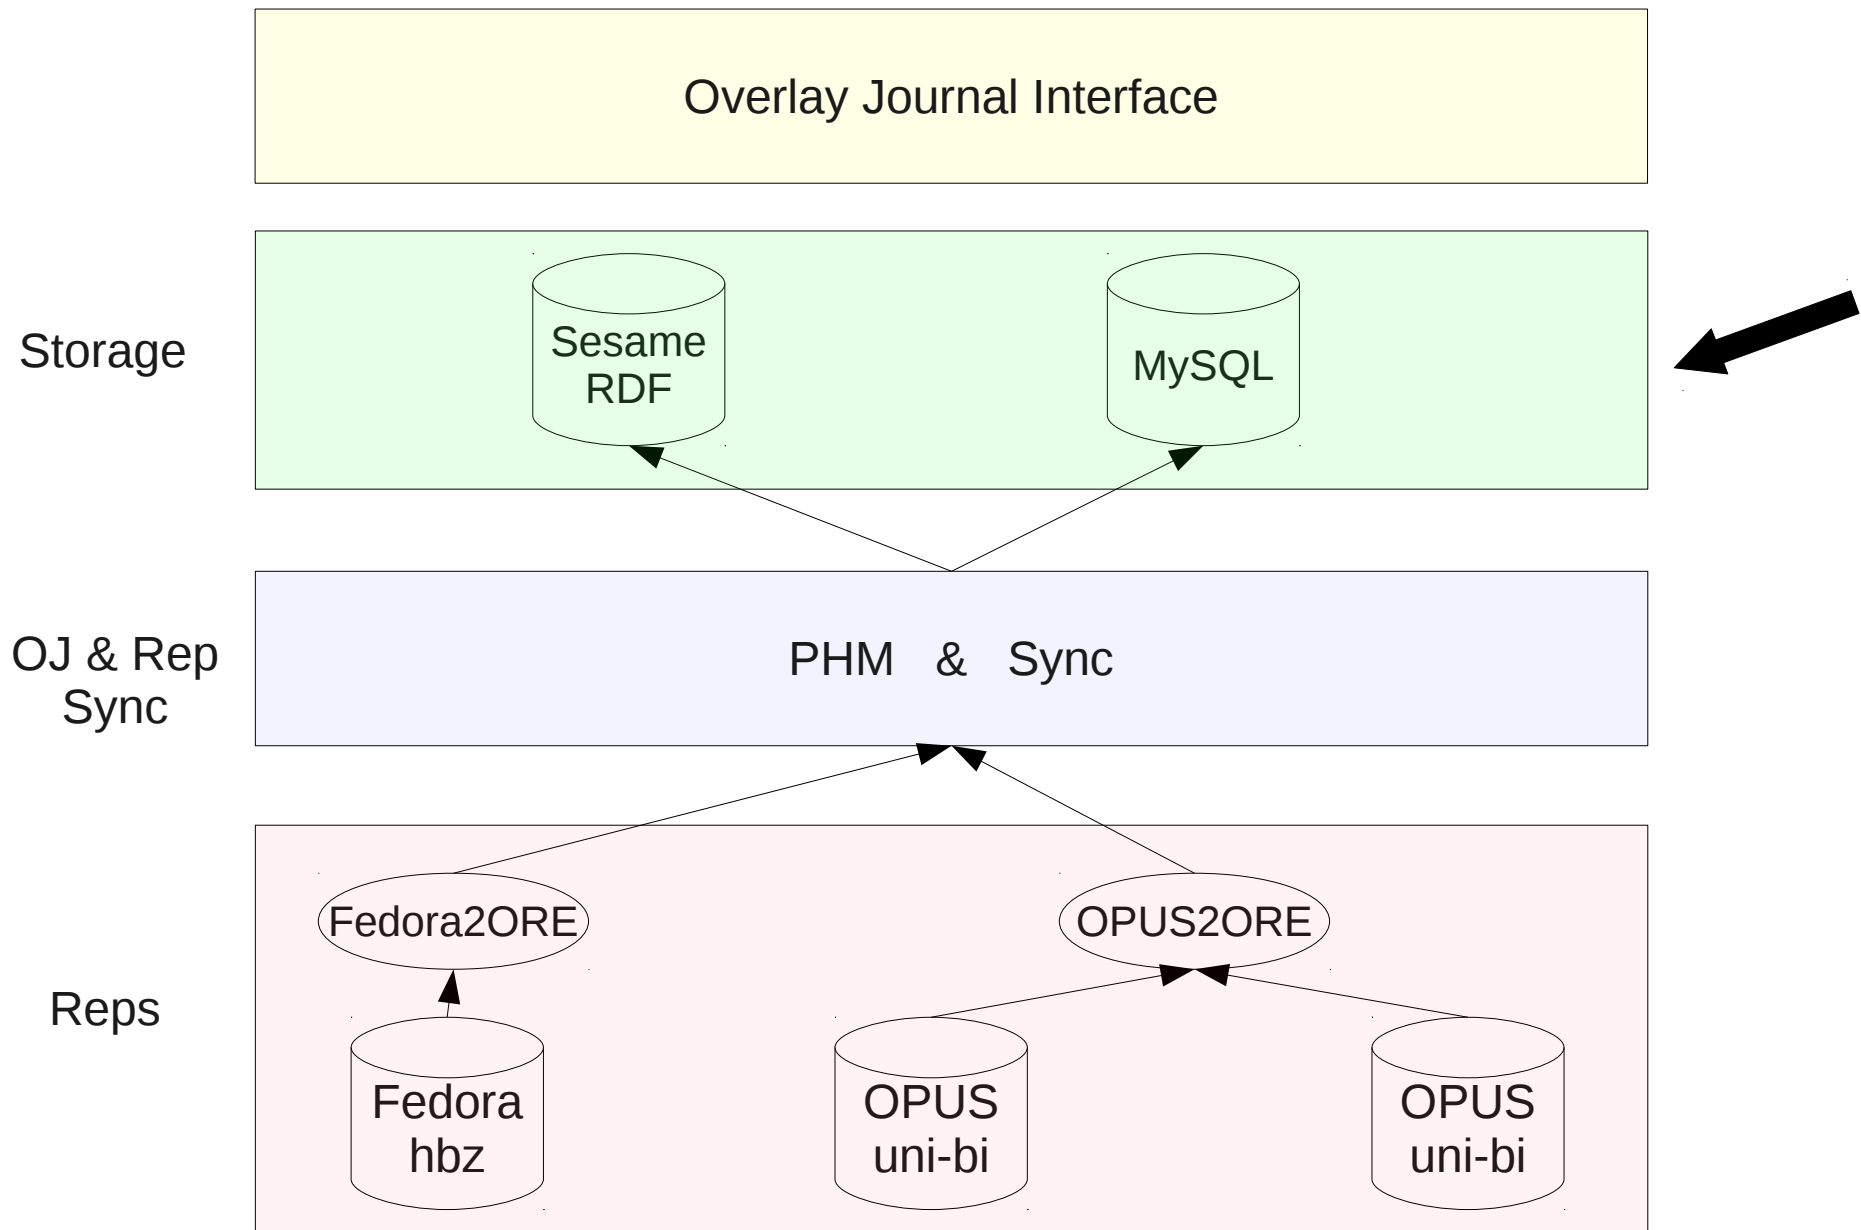 Overlay Journal Interface
Storage
Sesame
RDF
MySQL
OJ & Rep
Sync
PHM & Sync
Reps
Fedora2ORE
OPUS2ORE
Fedora
hbz
OPUS
uni-bi
OPUS
uni-bi